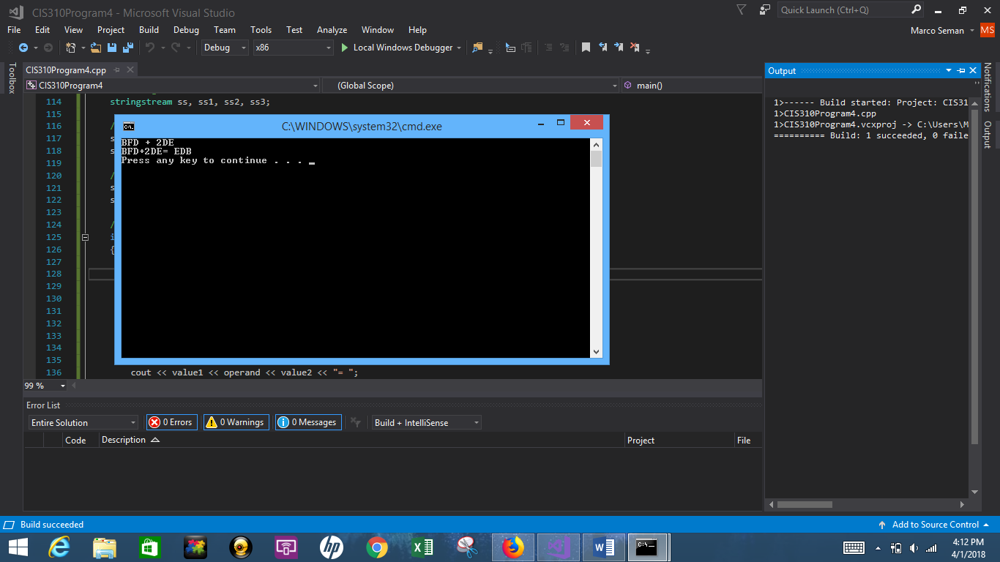 CIS310Program4 - Microsoft Visual Studio
Quick Launch (Ctrl+Q)
File Edit View Project Build Debug Team Tools Test Analyze Window Help
Marco Seman MS
Debug x86 Local Windows Debugger
Toolbox
CIS310Program4.cpp
CIS310Program4 (Global Scope) main()
114 stringstream ss, ss1, ss2, ss3;
115
116 /
117 s
118 s
119
120 /
121 s
122 s
123
124 /
125 i
126 {
127
128
129
130
131
132
133
134
135
136 cout << value1 << operand << value2 << "= ";
99 %
C:\WINDOWS\system32\cmd.exe
BFD + 2DE
BFD+2DE= EDB
Press any key to continue . . . _
Output
1>------ Build started: Project: CIS31
1>CIS310Program4.cpp
1>CIS310Program4.vcxproj -> C:\Users\M
========== Build: 1 succeeded, 0 faile
Notifications
Output
Error List
Entire Solution 0 Errors 0 Warnings 0 Messages Build + IntelliSense
Code Description Project File
Build succeeded
Add to Source Control
4:12 PM
4/1/2018